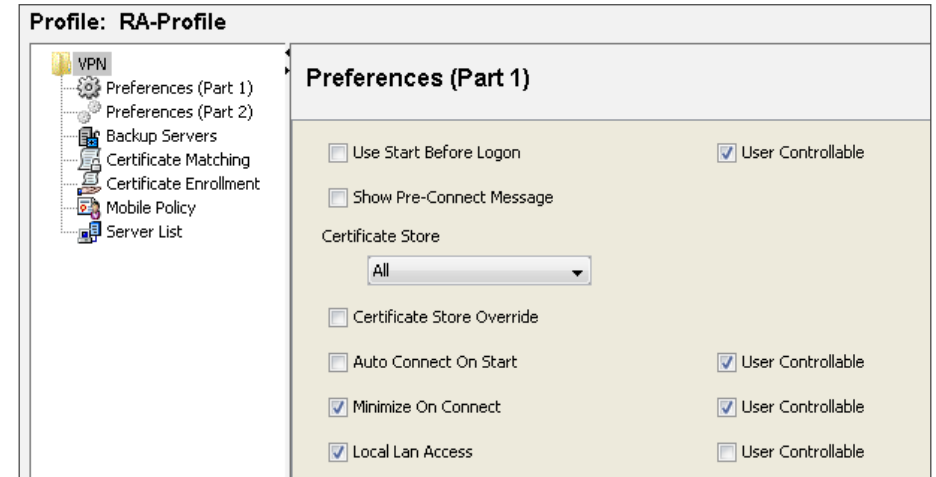 Profile: RA-Profile
VPN
Preferences (Part 1)
Preferences (Part 2)
Backup Servers
Certificate Matching
Certificate Enrollment
Mobile Policy
Server List
Preferences (Part 1)
Use Start Before Logon User Controllable
Show Pre-Connect Message
Certificate Store
All
Certificate Store Override
Auto Connect On Start User Controllable
Minimize On Connect User Controllable
Local Lan Access User Controllable